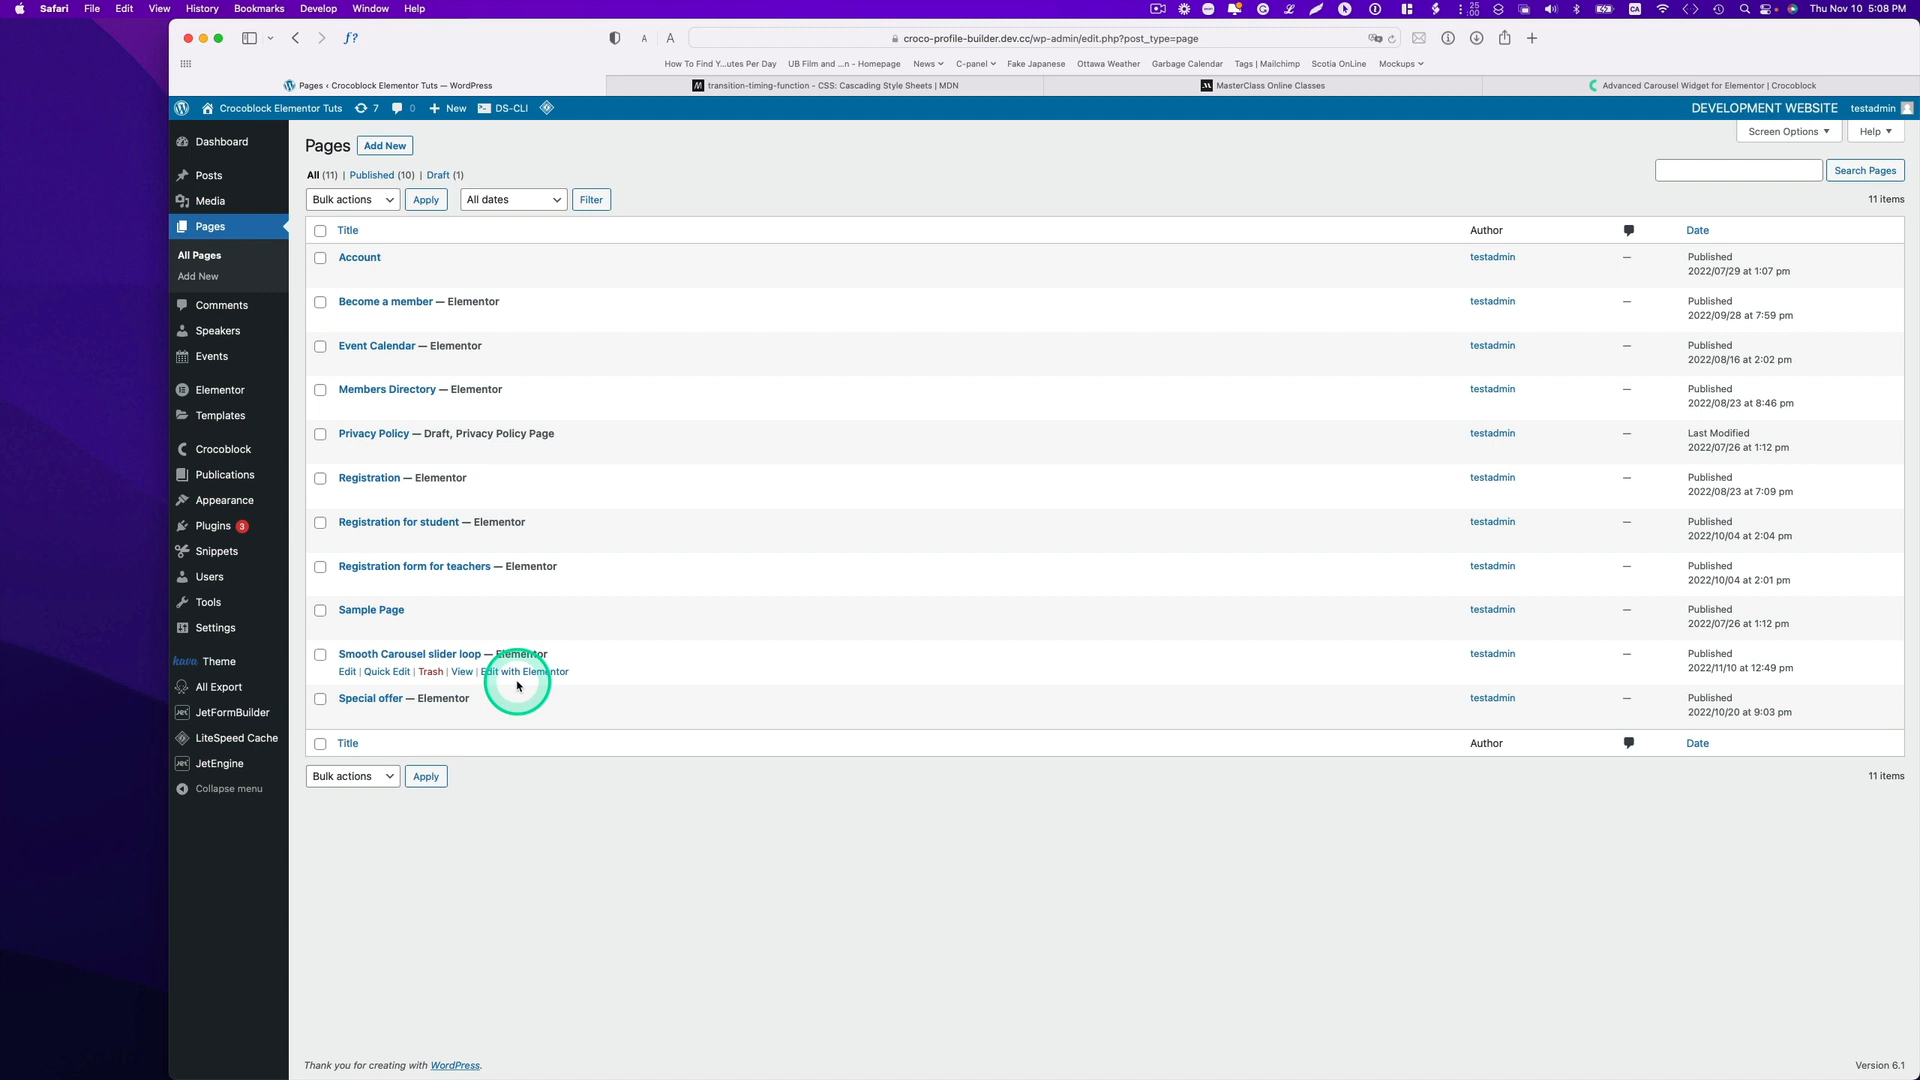 Safari File Edit View History Bookmarks Develop Window Help
25
:00
CA
Thu Nov 10 5:08 PM
f?
A A
croco-profile-builder.dev.cc/wp-admin/edit.php?post_type=page
How To Find Y...utes Per Day UB Film and ...n - Homepage News C-panel Fake Japanese Ottawa Weather Garbage Calendar Tags | Mailchimp Scotia OnLine Mockups
Pages ‹ Crocoblock Elementor Tuts — WordPress
transition-timing-function - CSS: Cascading Style Sheets | MDN
MasterClass Online Classes
Advanced Carousel Widget for Elementor | Crocoblock
Crocoblock Elementor Tuts 7 0 + New DS-CLI
DEVELOPMENT WEBSITE testadmin
Dashboard
Posts
Media
Pages
All Pages
Add New
Comments
Speakers
Events
Elementor
Templates
Crocoblock
Publications
Appearance
Plugins 3
Snippets
Users
Tools
Settings
kava Theme
All Export
JetFormBuilder
LiteSpeed Cache
JetEngine
Collapse menu
Screen Options Help
Pages Add New
All (11) | Published (10) | Draft (1)
Search Pages
Bulk actions Apply All dates Filter
11 items
Title Author Date
Account testadmin — Published
2022/07/29 at 1:07 pm
Become a member — Elementor testadmin — Published
2022/09/28 at 7:59 pm
Event Calendar — Elementor testadmin — Published
2022/08/16 at 2:02 pm
Members Directory — Elementor testadmin — Published
2022/08/23 at 8:46 pm
Privacy Policy — Draft, Privacy Policy Page testadmin — Last Modified
2022/07/26 at 1:12 pm
Registration — Elementor testadmin — Published
2022/08/23 at 7:09 pm
Registration for student — Elementor testadmin — Published
2022/10/04 at 2:04 pm
Registration form for teachers — Elementor testadmin — Published
2022/10/04 at 2:01 pm
Sample Page testadmin — Published
2022/07/26 at 1:12 pm
Smooth Carousel slider loop — Elementor testadmin — Published
Edit | Quick Edit | Trash | View | Edit with Elementor 2022/11/10 at 12:49 pm
Special offer — Elementor testadmin — Published
2022/10/20 at 9:03 pm
Title Author Date
Bulk actions Apply
11 items
Thank you for creating with WordPress.
Version 6.1